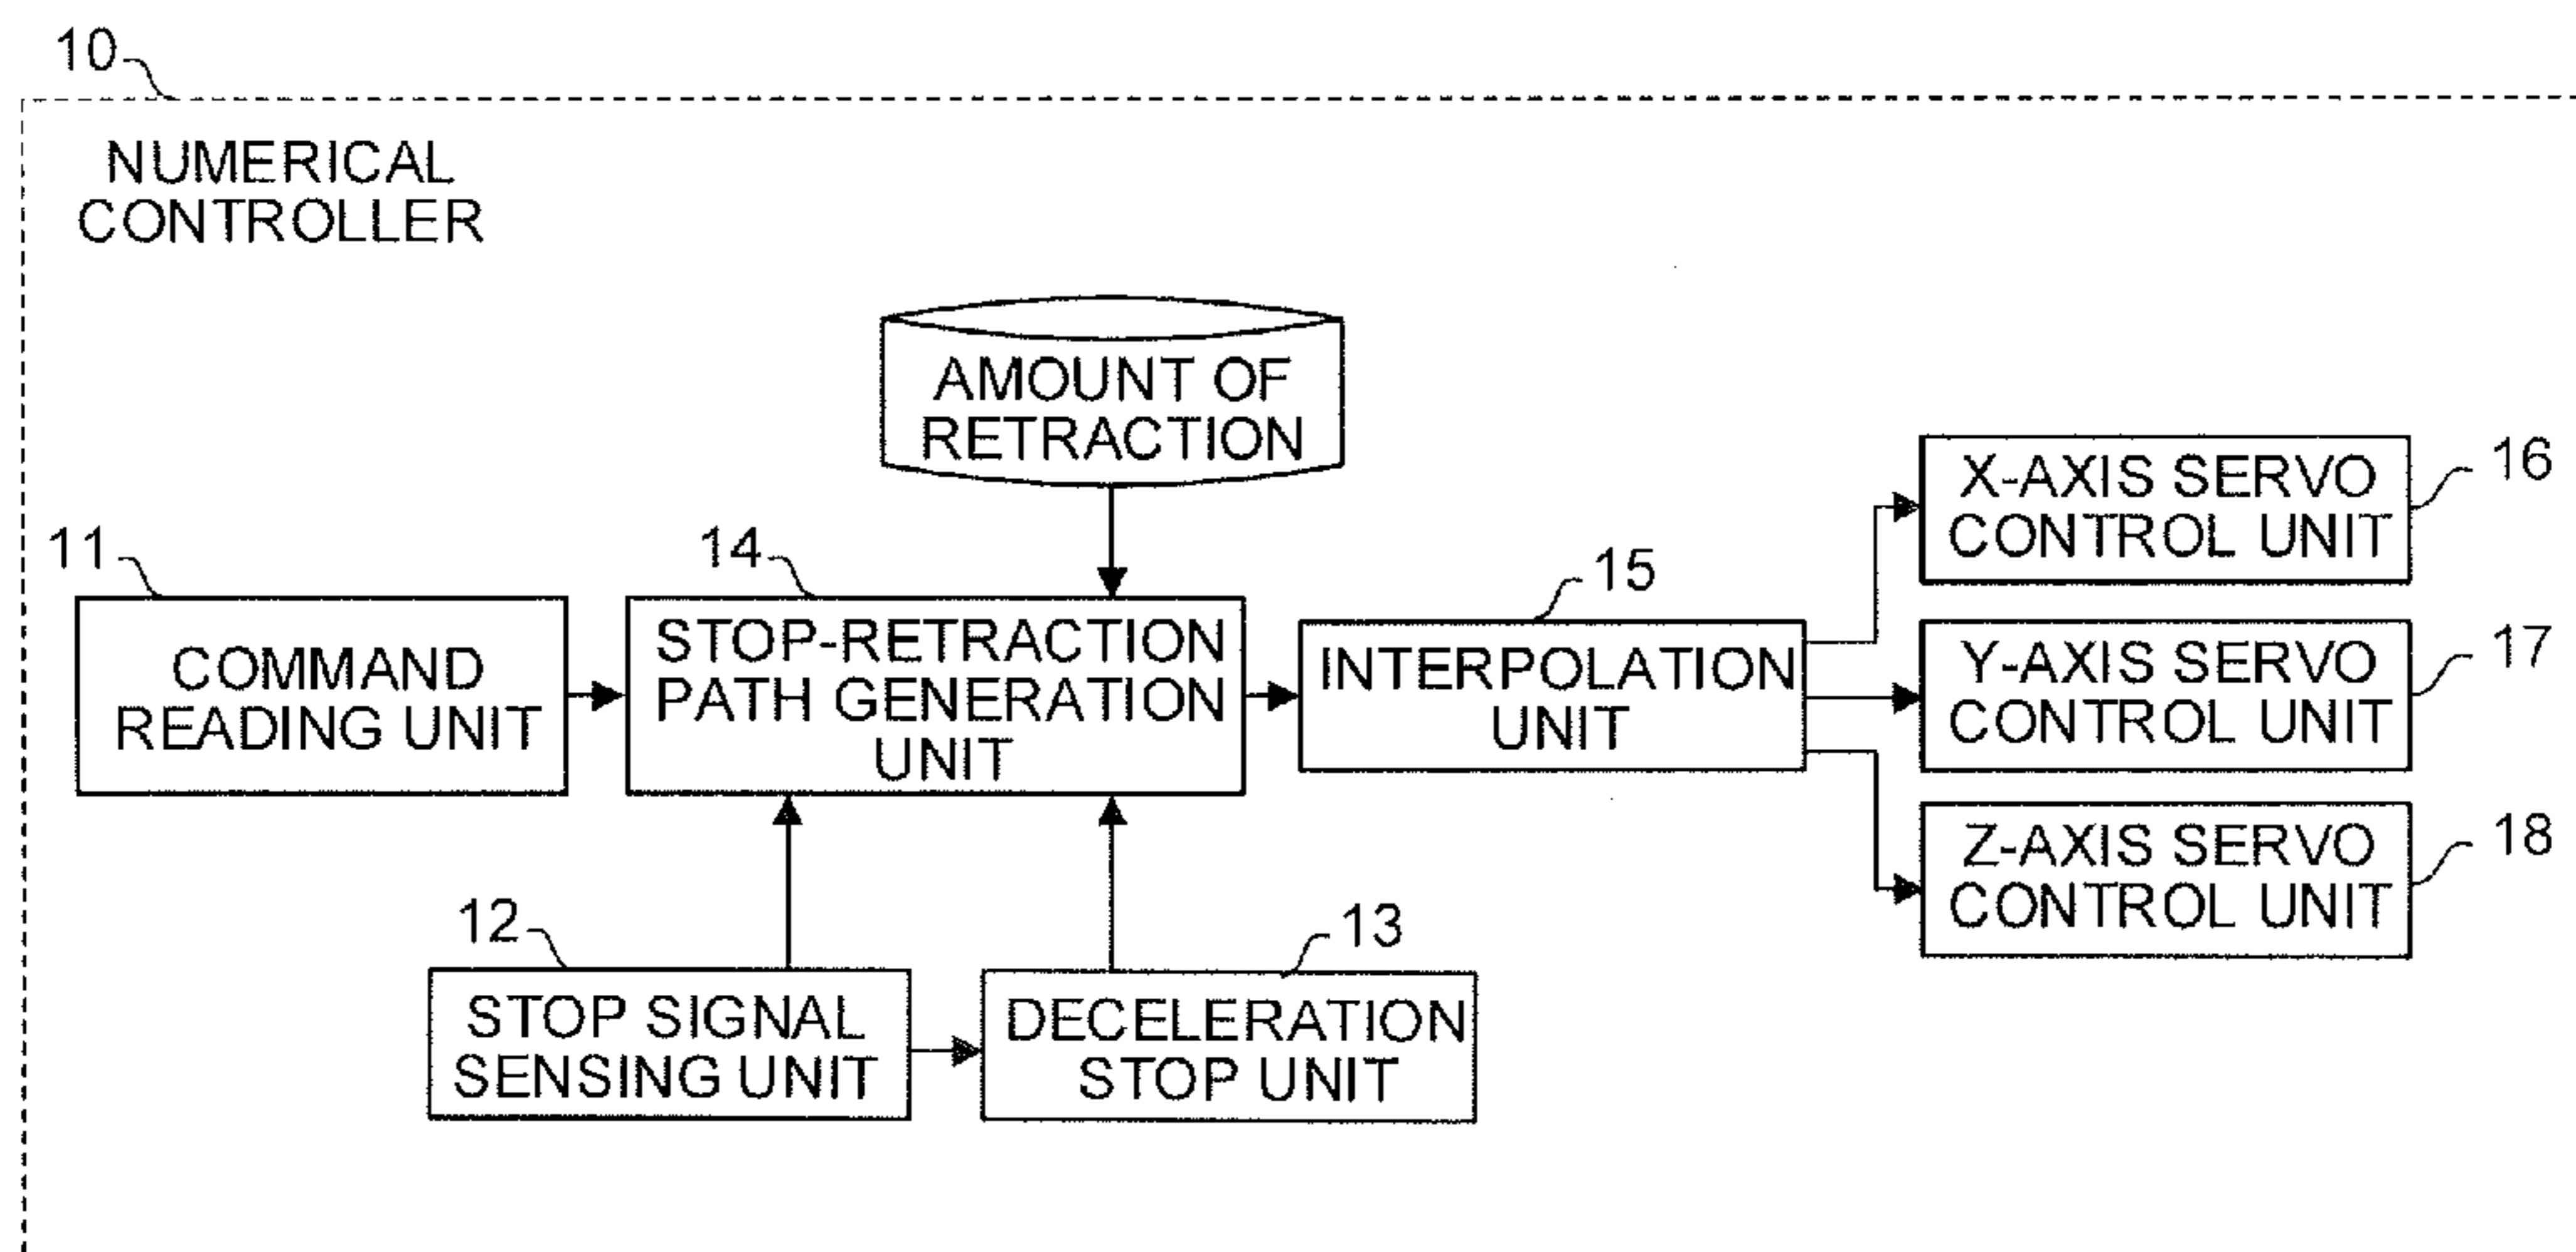 10
NUMERICAL
CONTROLLER
AMOUNT OF
RETRACTION
11
COMMAND
READING UNIT
14
STOP-RETRACTION
PATH GENERATION
UNIT
15
INTERPOLATION
UNIT
X-AXIS SERVO
CONTROL UNIT
16
Y-AXIS SERVO
CONTROL UNIT
17
Z-AXIS SERVO
CONTROL UNIT
18
12
STOP SIGNAL
SENSING UNIT
13
DECELERATION
STOP UNIT